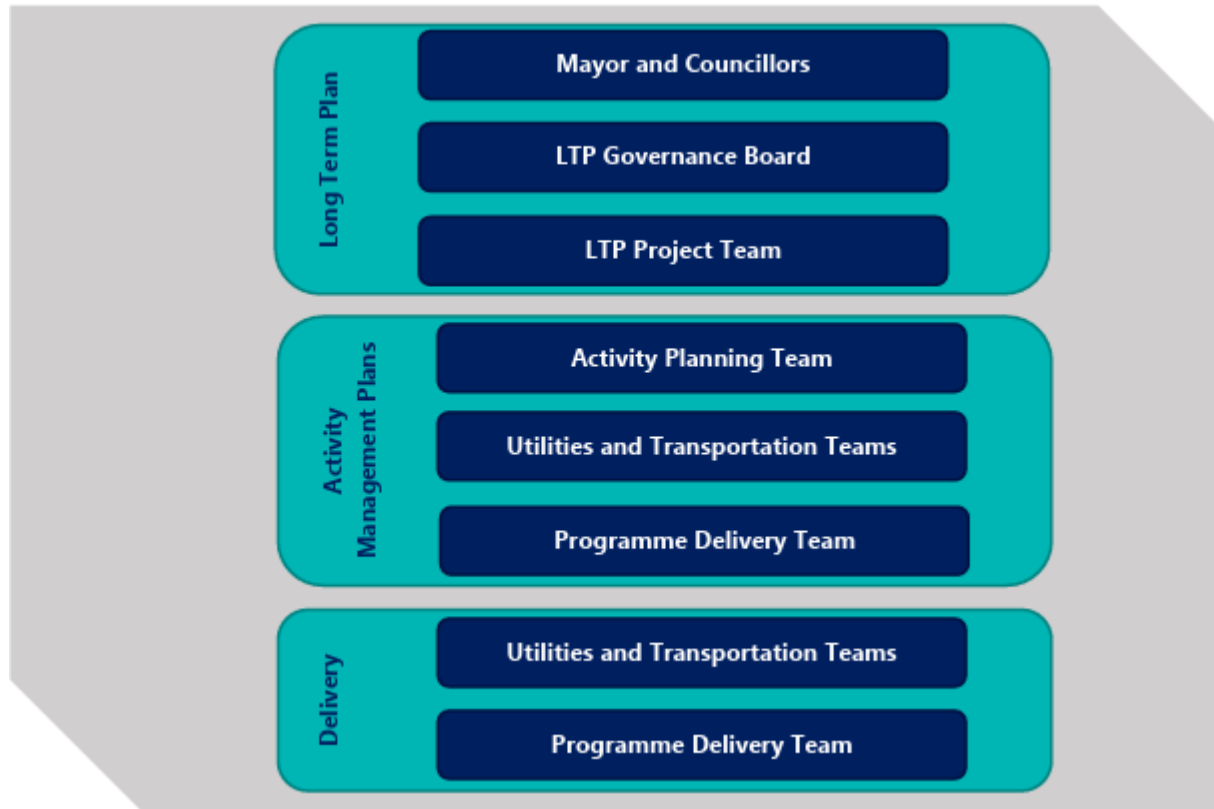 Long Term Plan
Mayor and Councillors
LTP Governance Board
LTP Project Team
Activity
Management Plans
Activity Planning Team
Utilities and Transportation Teams
Programme Delivery Team
Delivery
Utilities and Transportation Teams
Programme Delivery Team